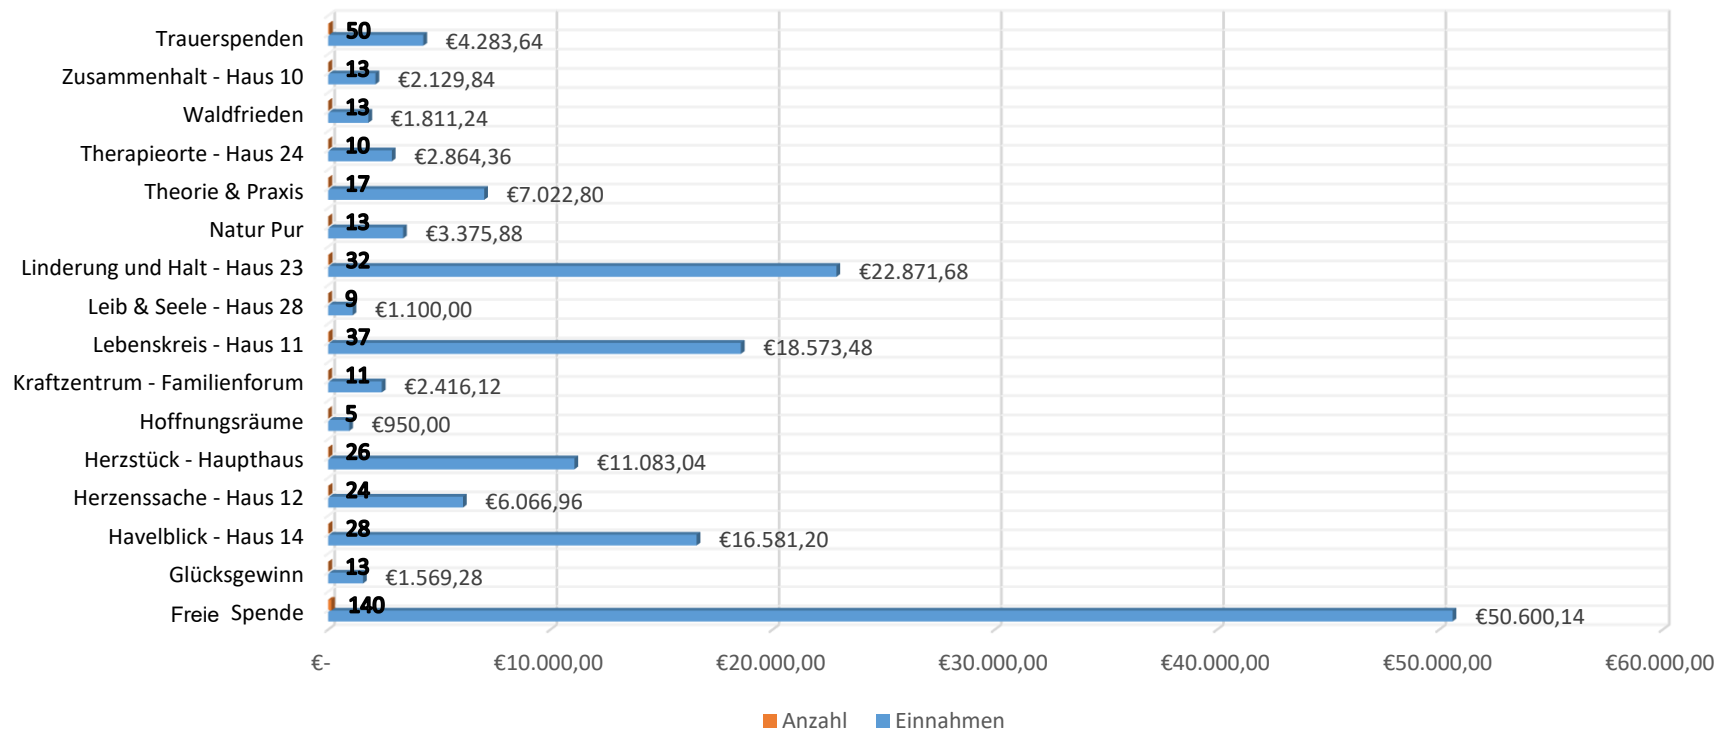 Trauerspenden 50 €4.283,64
Zusammenhalt - Haus 10 13 €2.129,84
Waldfrieden 13 €1.811,24
Therapieorte - Haus 24 10 €2.864,36
Theorie & Praxis 17 €7.022,80
Natur Pur 13 €3.375,88
Linderung und Halt - Haus 23 32 €22.871,68
Leib & Seele - Haus 28 9 €1.100,00
Lebenskreis - Haus 11 37 €18.573,48
Kraftzentrum - Familienforum 11 €2.416,12
Hoffnungsräume 5 €950,00
Herzstück - Haupthaus 26 €11.083,04
Herzenssache - Haus 12 24 €6.066,96
Havelblick - Haus 14 28 €16.581,20
Glücksgewinn 13 €1.569,28
Freie Spende 140 €50.600,14
€- €10.000,00 €20.000,00 €30.000,00 €40.000,00 €50.000,00 €60.000,00
Anzahl Einnahmen